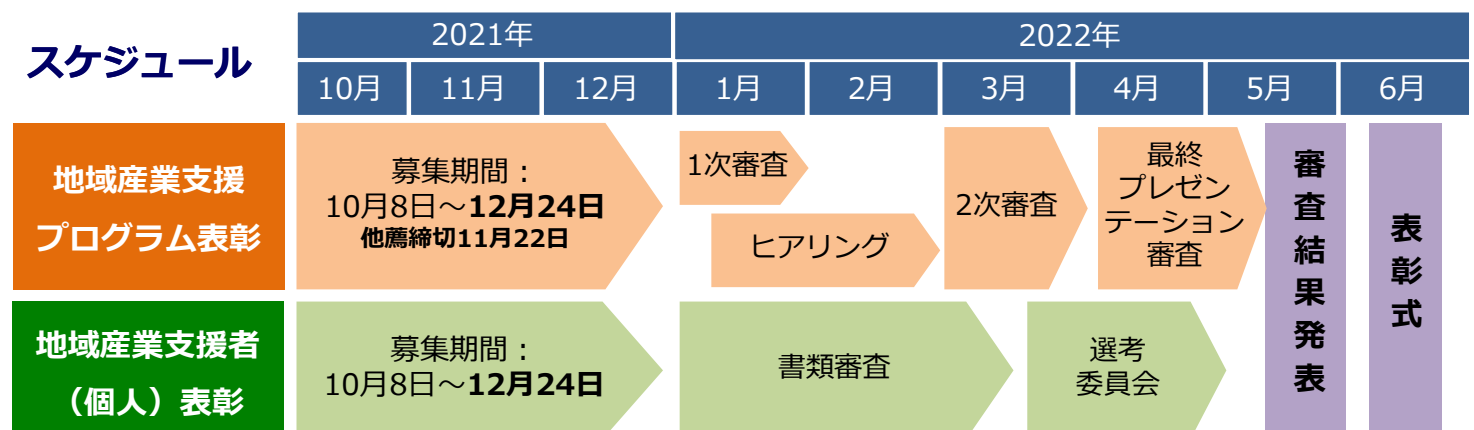 スケジュール
2021年
2022年
10月
11月
12月
1月
2月
3月
4月
5月
6月
地域産業支援
プログラム表彰
募集期間：
10月8日～12月24日
他薦締切11月22日
1次審査
ヒアリング
2次審査
最終
プレゼン
テーション
審査
審査結果発表
表彰式
地域産業支援者
（個人）表彰
募集期間：
10月8日～12月24日
書類審査
選考
委員会